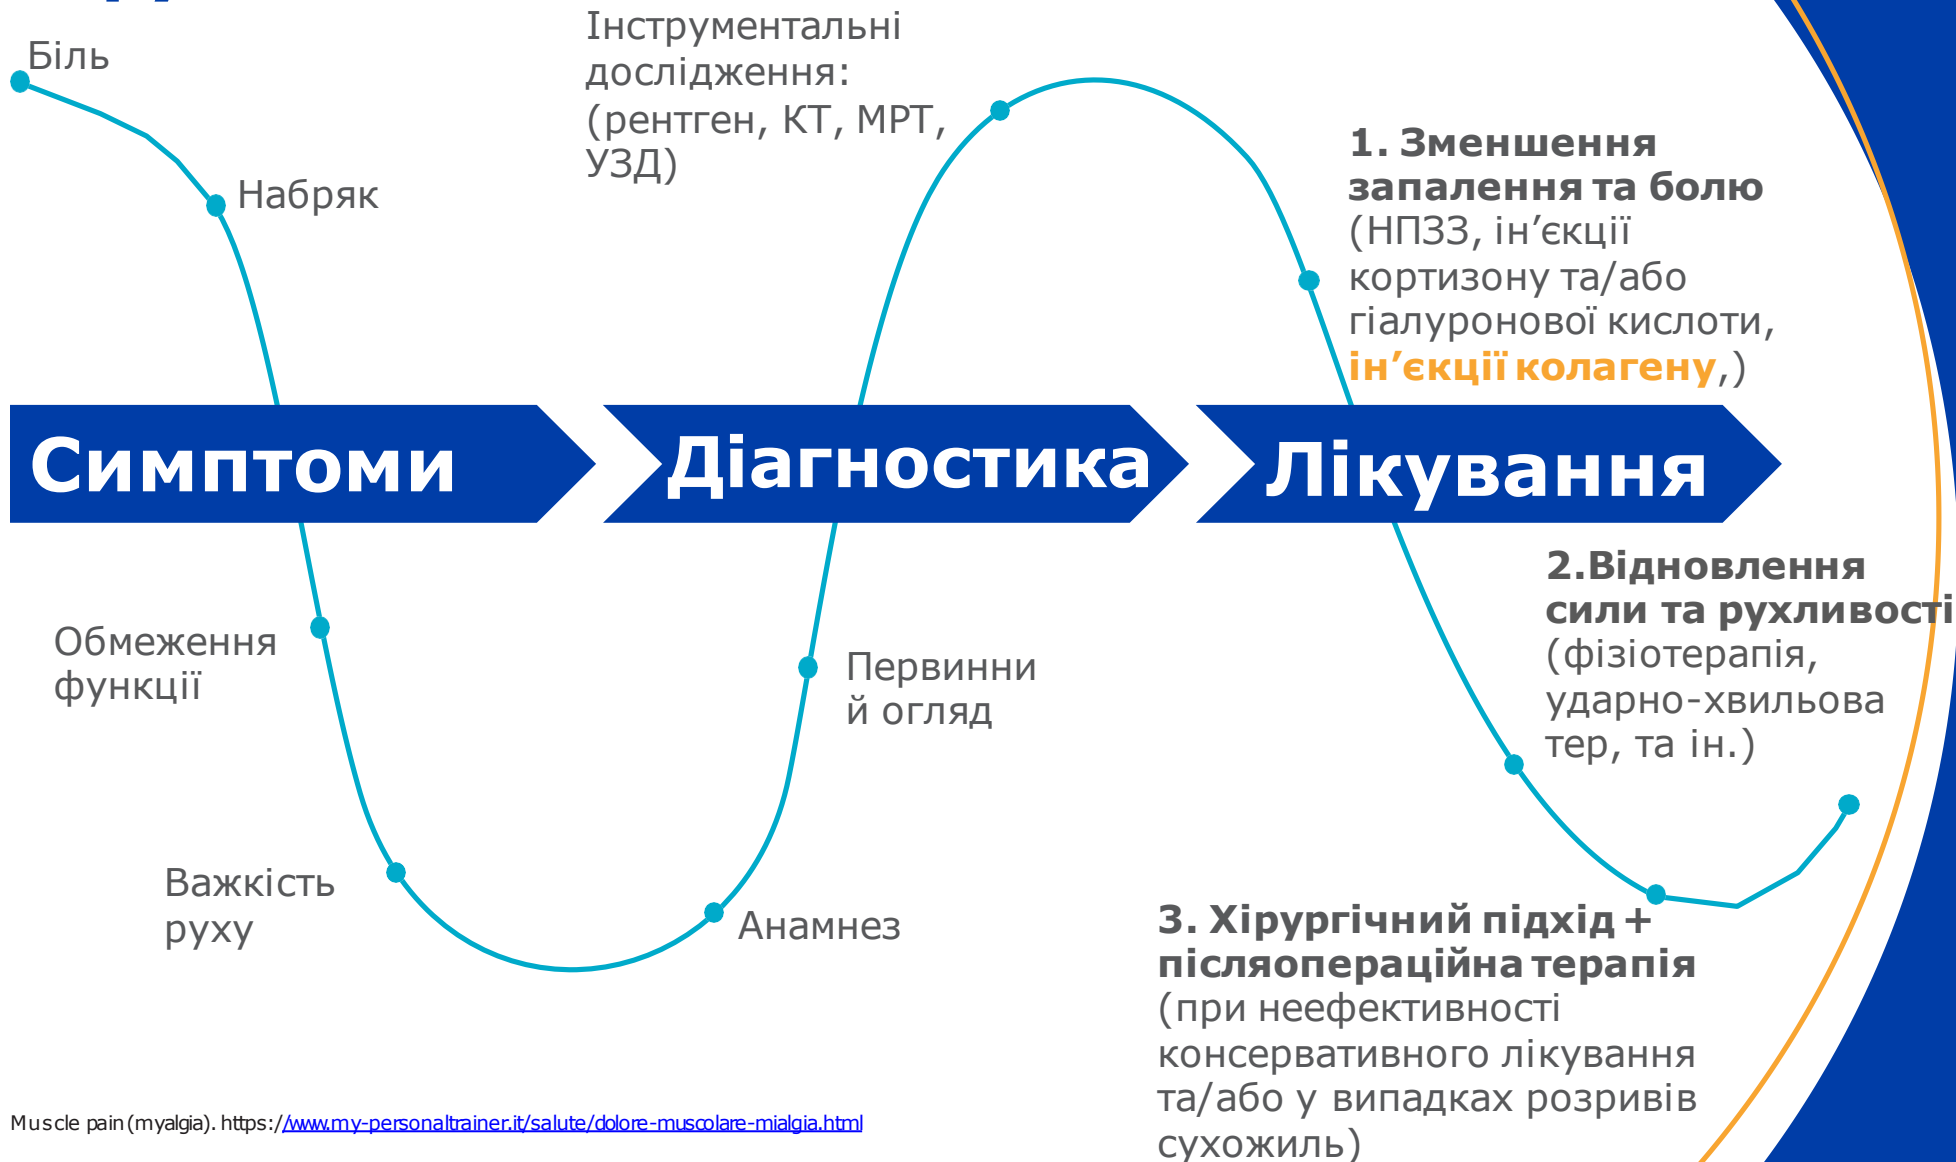 Біль
Набряк
Інструментальні
дослідження:
(рентген, КТ, МРТ,
УЗД)
1. Зменшення
запалення та болю
(НПЗЗ, ін’єкції
кортизону та/або
гіалуронової кислоти,
ін’єкції колагену,)
Симптоми
Діагностика
Лікування
Обмеження
функції
Важкість
руху
Первинни
й огляд
Анамнез
2.Відновлення
сили та рухливості
(фізіотерапія,
ударно-хвильова
тер, та ін.)
3. Хірургічний підхід +
післяопераційна терапія
(при неефективності
консервативного лікування
та/або у випадках розривів
сухожиль)
Muscle pain (myalgia). https://www.my-personaltrainer.it/salute/dolore-muscolare-mialgia.html